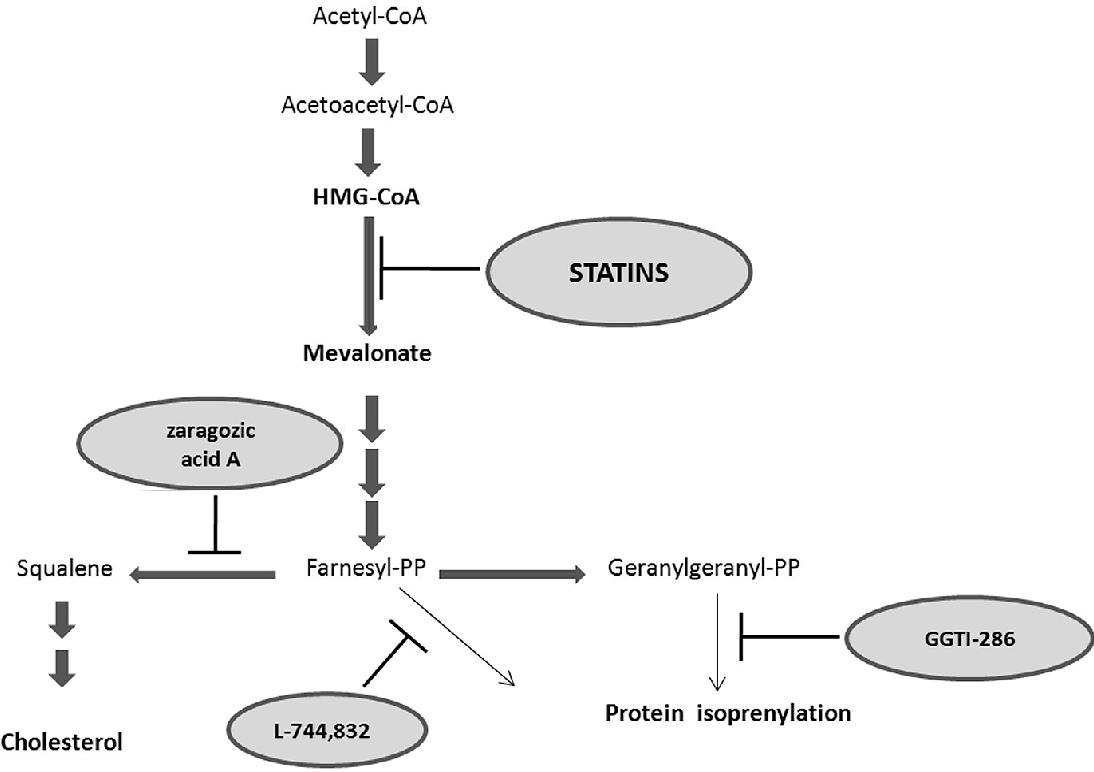 Acetyl-CoA
Acetoacetyl-CoA
HMG-CoA
STATINS
Mevalonate
zaragozic
acid A
Squalene
Farnesyl-PP
Geranylgeranyl-PP
GGTI-286
L-744,832
Protein isoprenylation
Cholesterol